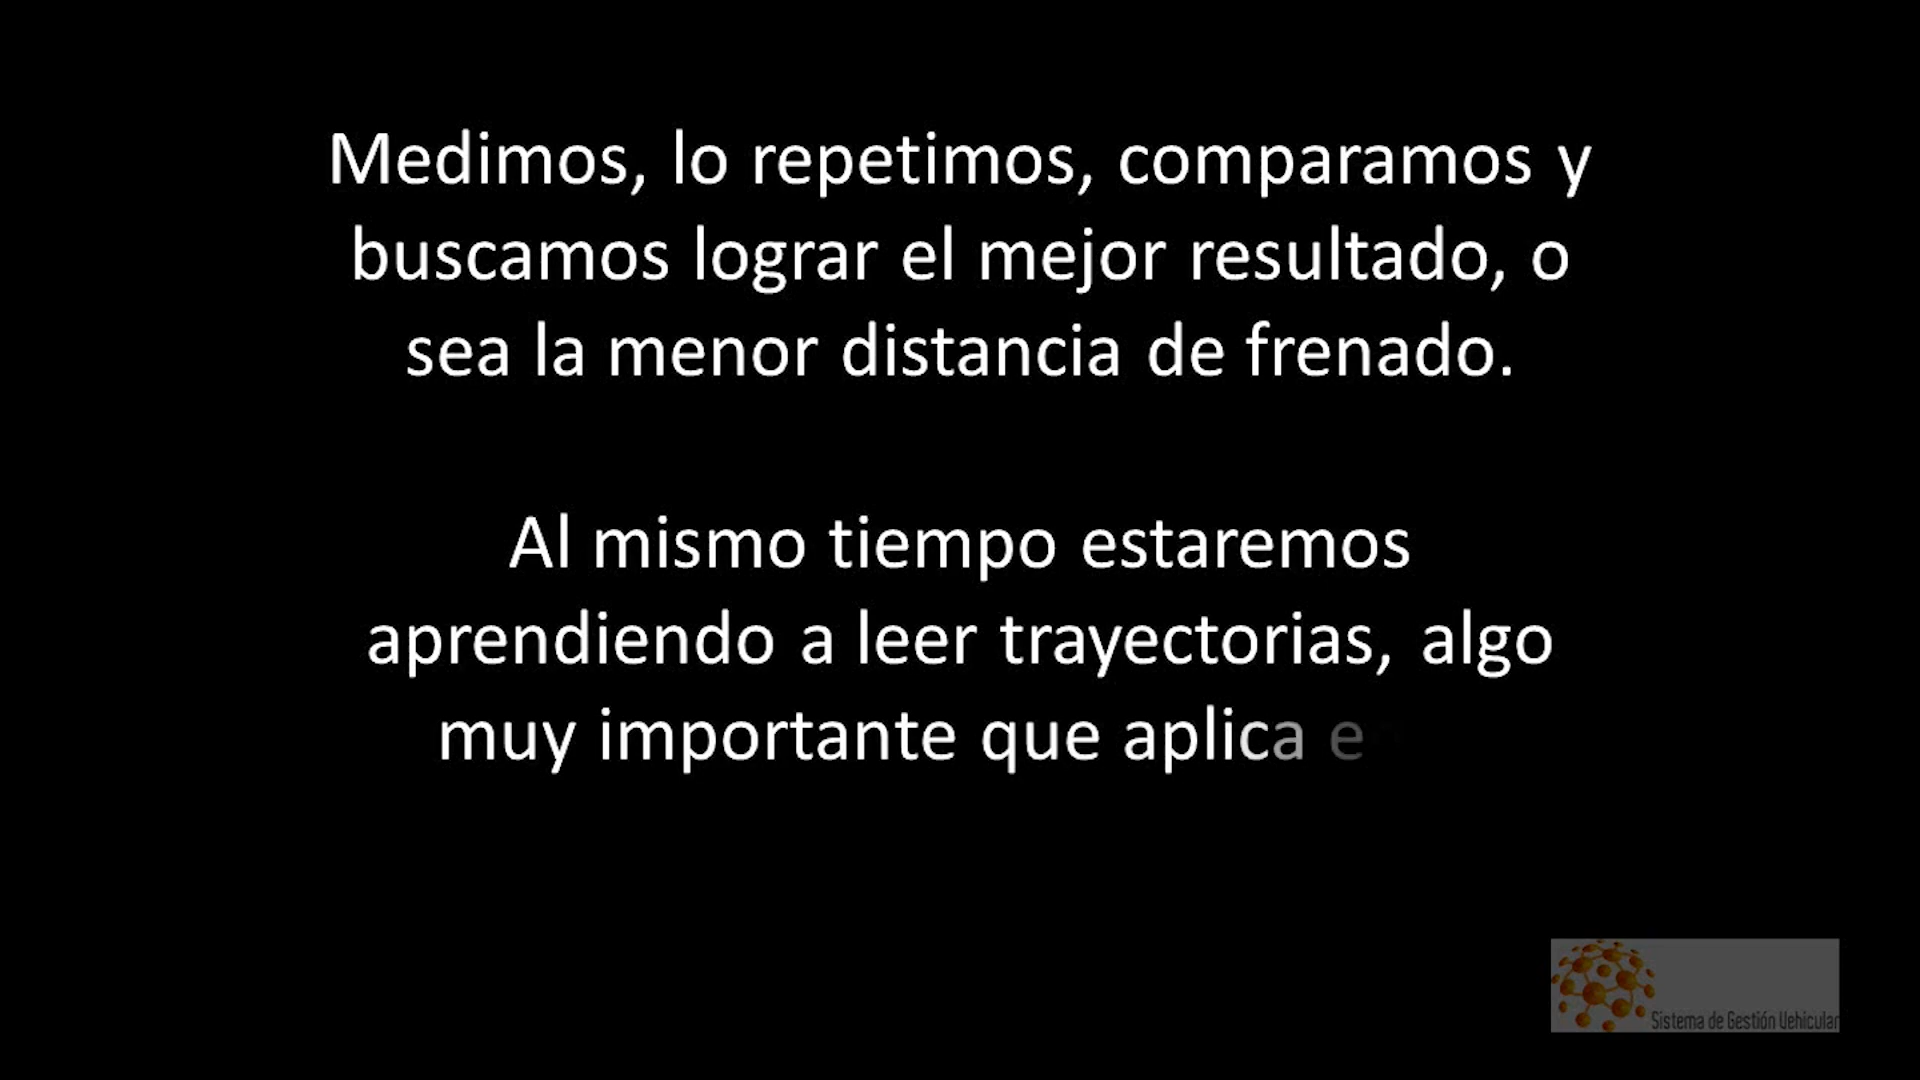 Medimos, lo repetimos, comparamos y
buscamos lograr el mejor resultado, o
sea la menor distancia de frenado.
Al mismo tiempo estaremos
aprendiendo a leer trayectorias, algo
muy importante que aplica
Sistema de Gestión Vehicular